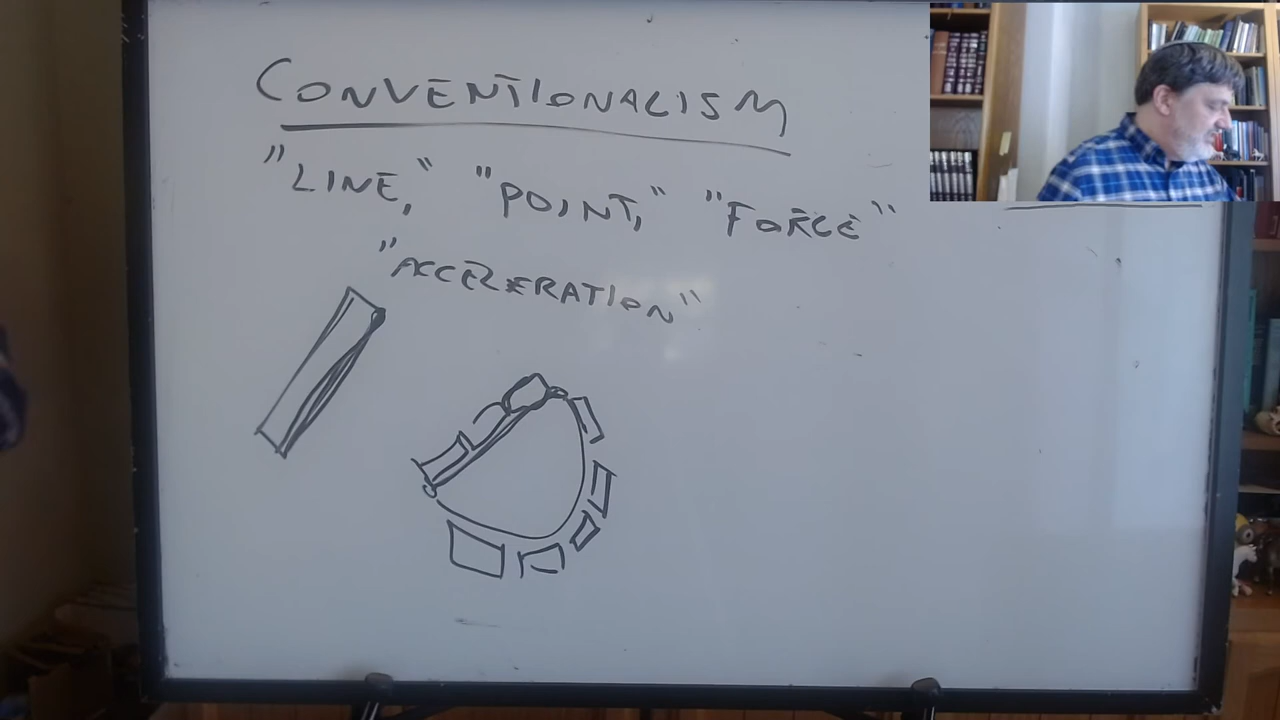 CONVENTIONALISM
"LINE," "POINT," "FORCE"
"ACCELERATION"